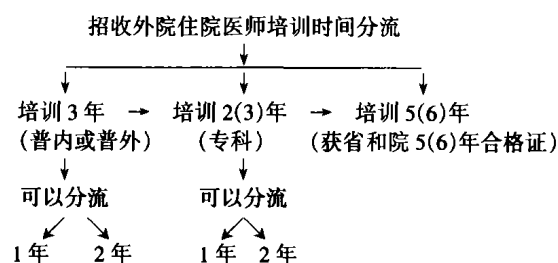 招收外院住院医师培训时间分流
培训3年 → 培训2(3)年 → 培训5(6)年
(普内或普外) (专科) (获省和院5(6)年合格证)
可以分流 可以分流
1年 2年 1年 2年